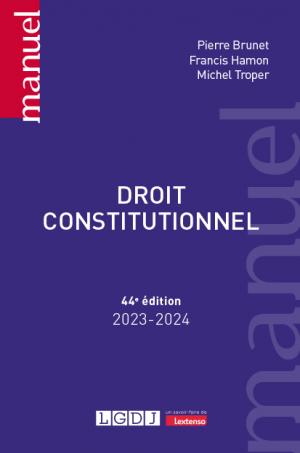 manuel
Pierre Brunet
Francis Hamon
Michel Troper
manuel
DROIT
CONSTITUTIONNEL
44e édition
2023-2024
LGDJ
un savoir-faire de
Lextenso